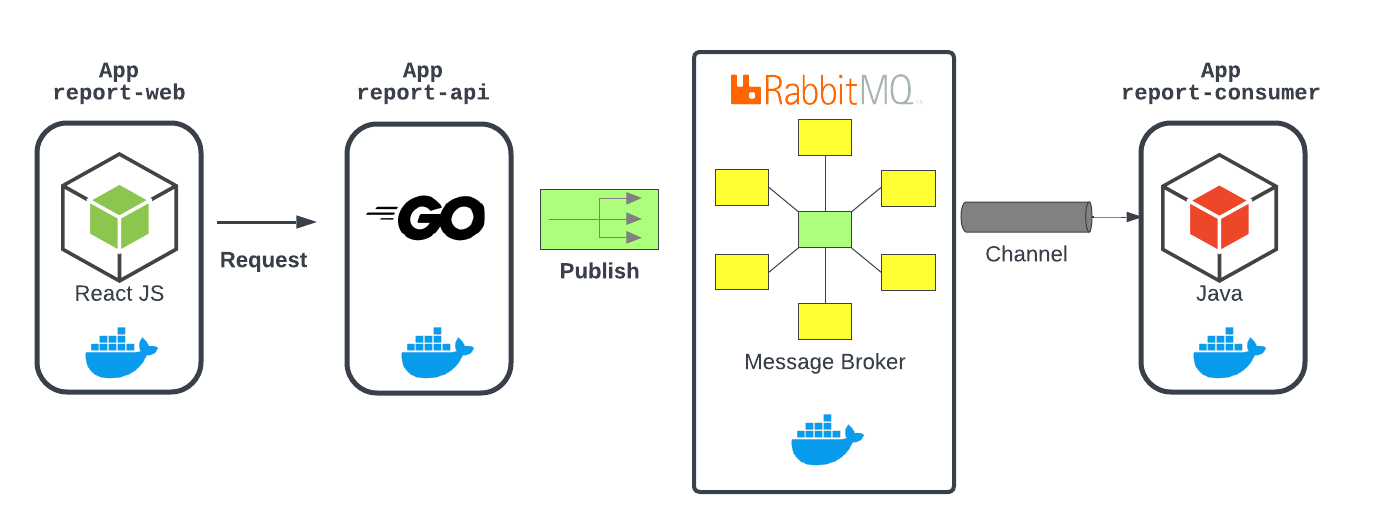 App
report-web
React JS
Request
App
report-api
GO
Publish
RabbitMQ
Message Broker
Channel
App
report-consumer
Java